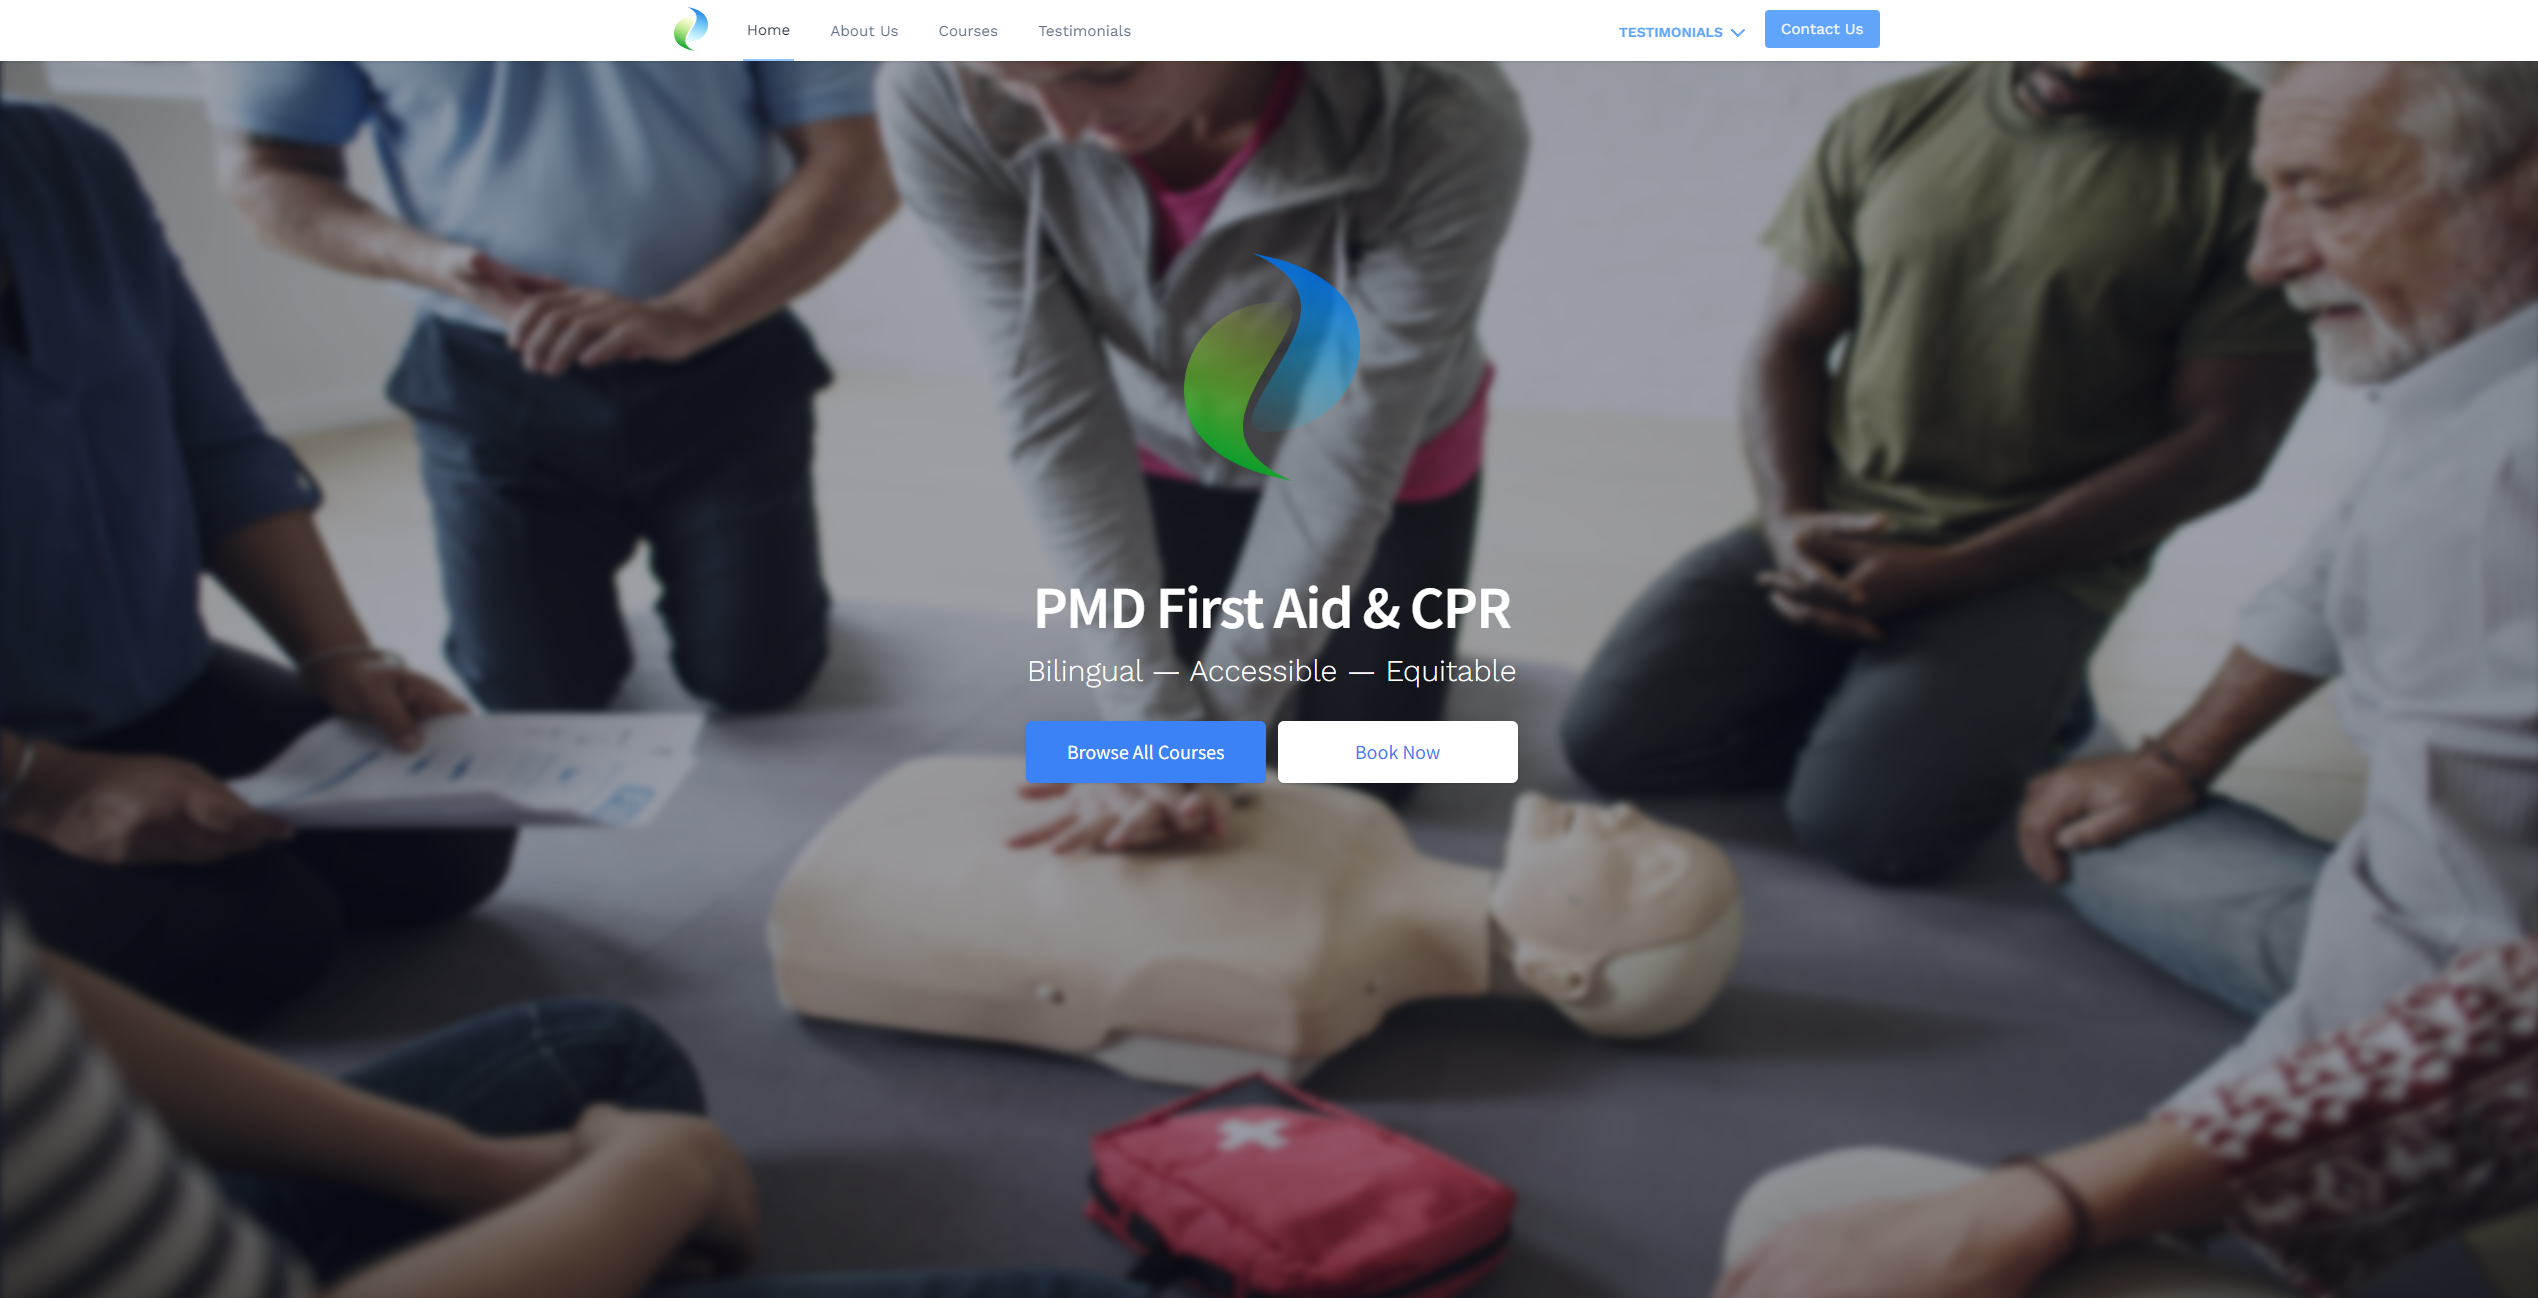 Home
About Us
Courses
Testimonials
TESTIMONIALS
Contact Us
PMD First Aid & CPR
Bilingual — Accessible — Equitable
Browse All Courses
Book Now